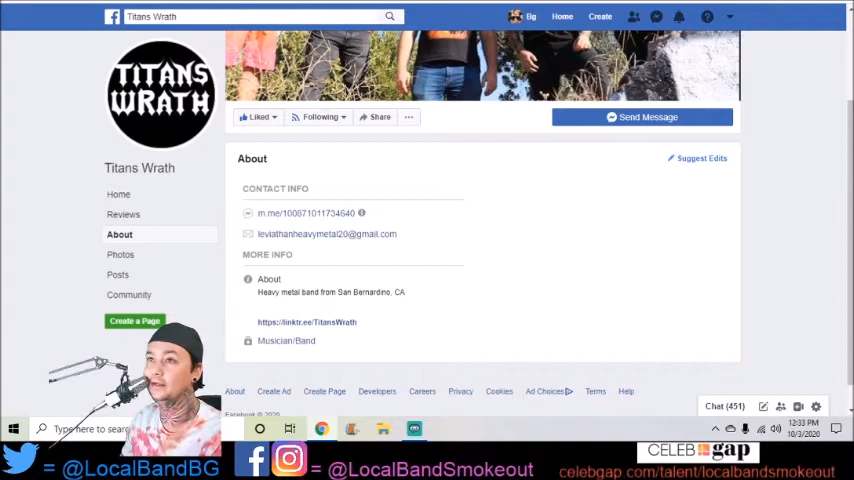 Titans Wrath
Bg
Home
Create
TITANS
WRATH
Liked
Following
Share
Send Message
Titans Wrath
About
Suggest Edits
CONTACT INFO
Home
m.me/100871011734640
Reviews
leviathanheavymetal20@gmail.com
About
MORE INFO
Photos
Posts
About
Heavy metal band from San Bernardino, CA
Community
https://linktr.ee/TitansWrath
Create a Page
Musician/Band
About Create Ad Create Page Developers Careers Privacy Cookies Ad Choices Terms Help
Facebook © 2020
Chat (451)
Type here to search
12:33 PM
10/3/2020
= @LocalBandBG
= @LocalBandSmokeout
CELEB gap
celebgap.com/talent/localbandsmokeout